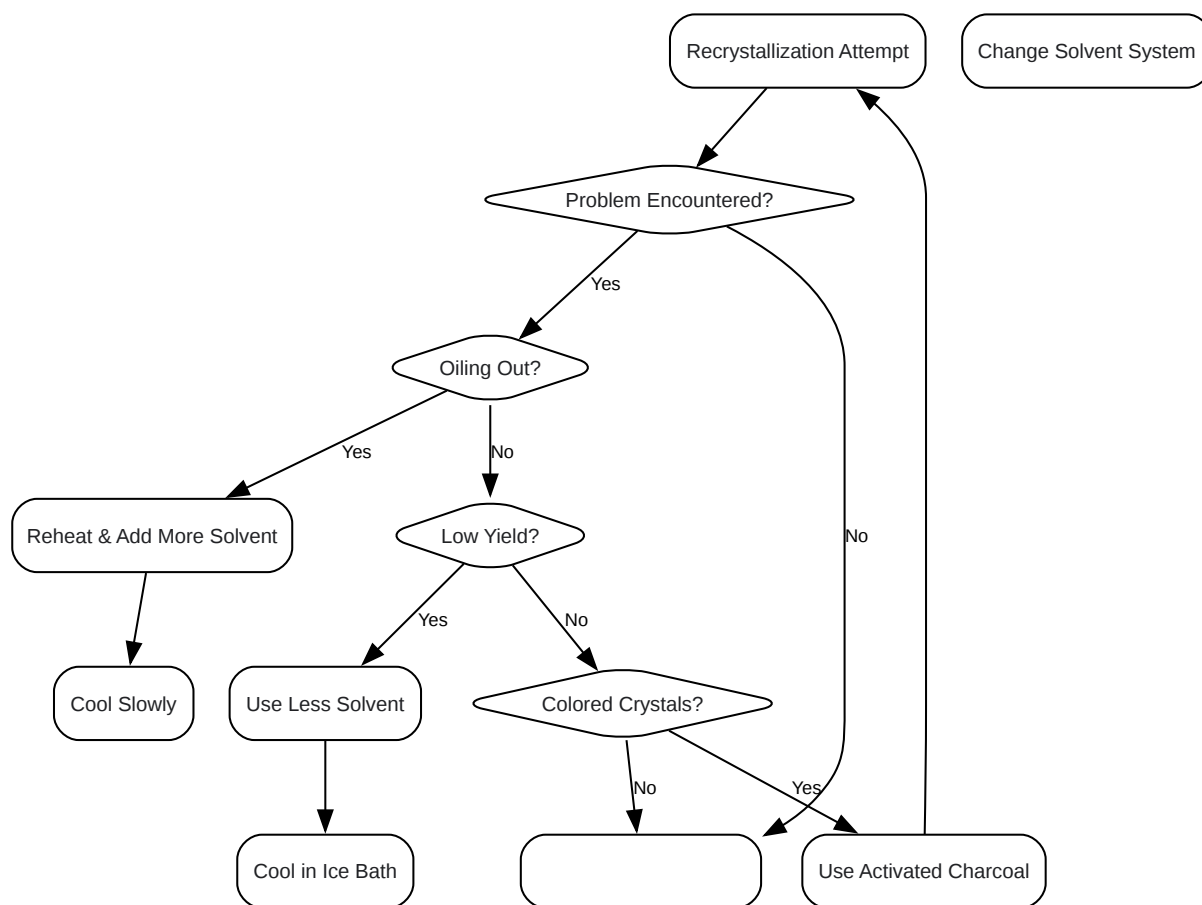 Recrystallization Attempt
Change Solvent System
Problem Encountered?
Yes
Oiling Out?
Yes
No
Reheat & Add More Solvent
Low Yield?
No
Yes
No
Cool Slowly
Use Less Solvent
Colored Crystals?
No
Yes
Cool in Ice Bath
Use Activated Charcoal